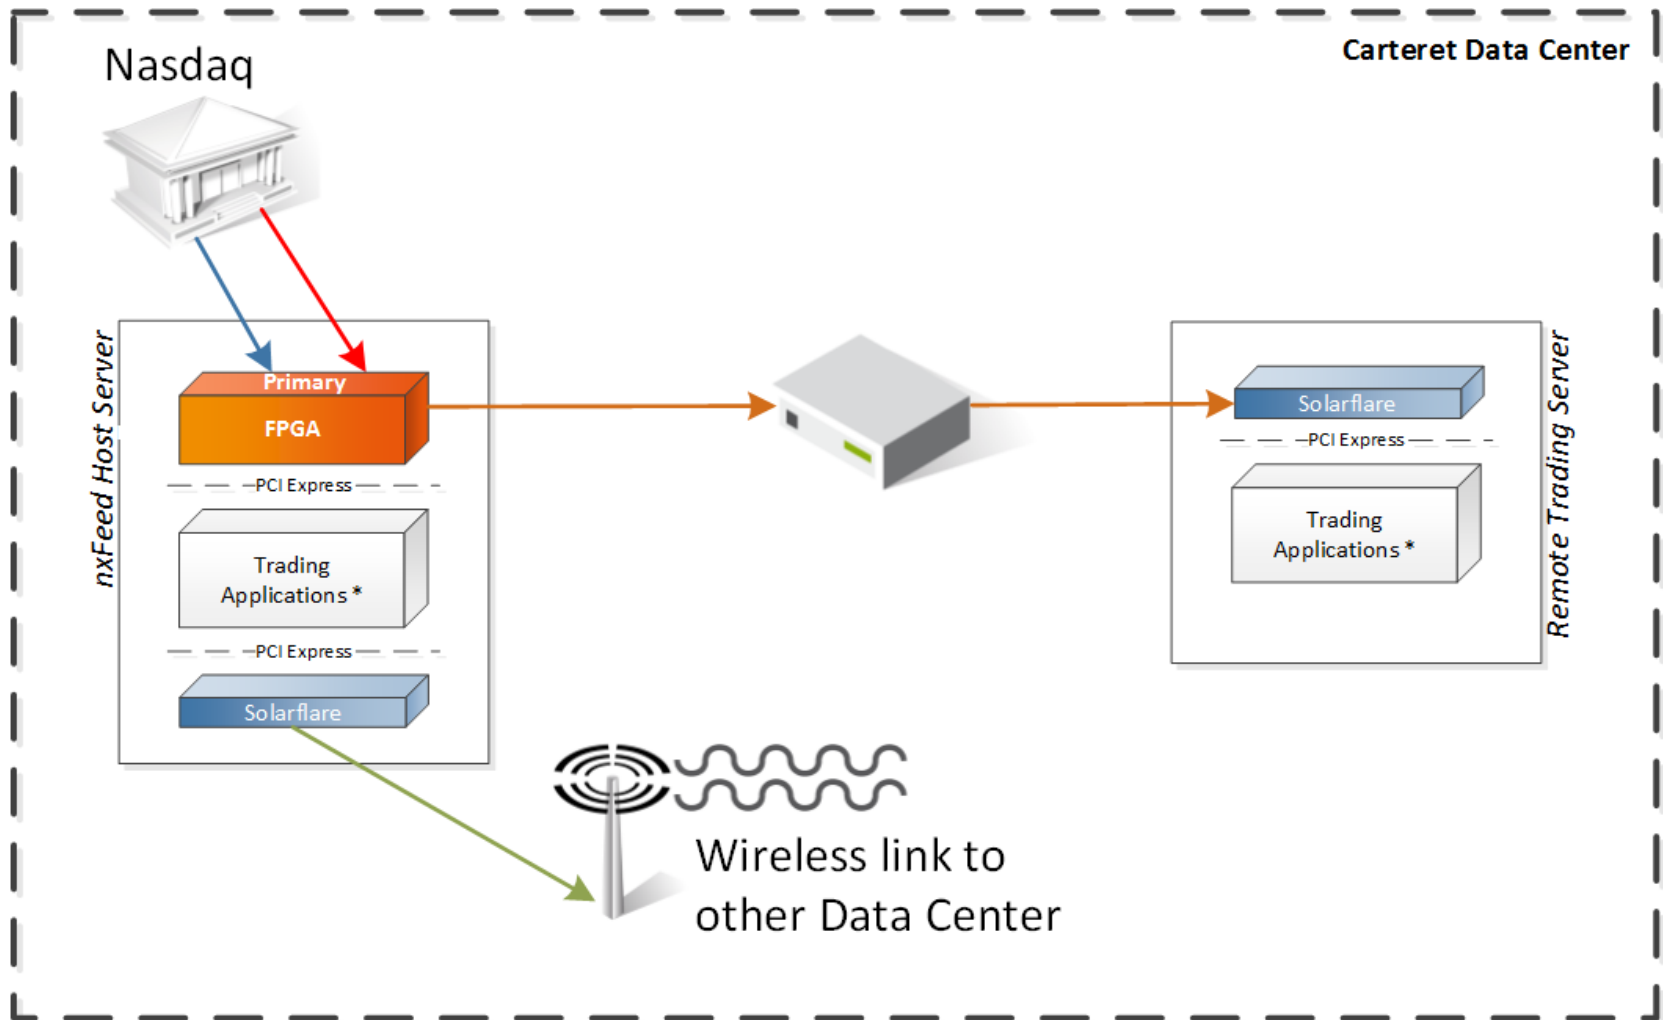 Carteret Data Center
Nasdaq
nxFeed Host Server
Primary
FPGA
PCI Express
Trading
Applications *
PCI Express
Solarflare
Solarflare
PCI Express
Trading
Applications *
Remote Trading Server
Wireless link to
other Data Center